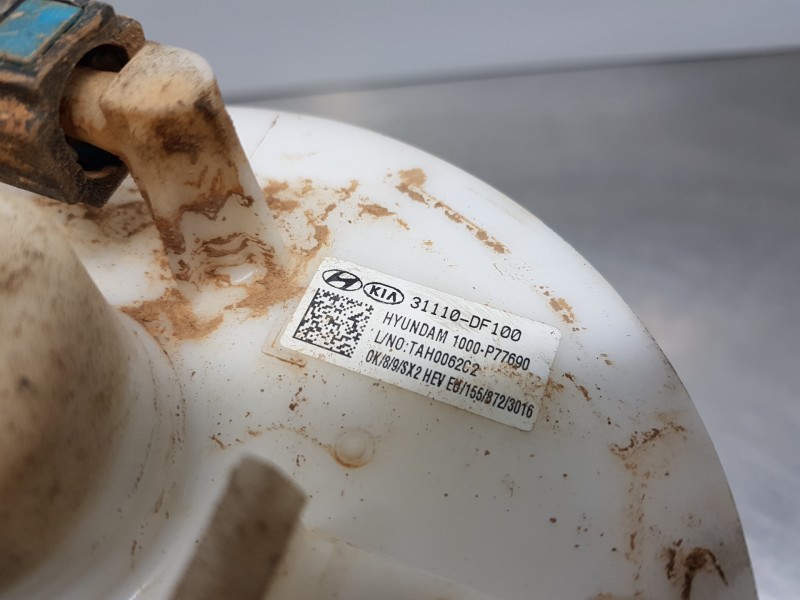 KIA 31110-DF100
HYUNDAM 1000-P77690
L/NO:TAH0062C2
OK/8/9/SX2 HEV EU/155/872/3016